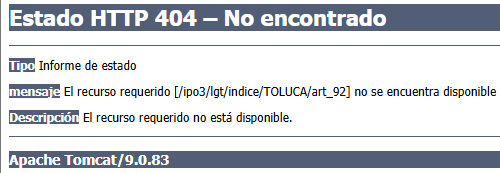 Estado HTTP 404 – No encontrado
Tipo Informe de estado
mensaje El recurso requerido [/ipo3/lgt/indice/TOLUCA/art_92] no se encuentra disponible
Descripción El recurso requerido no está disponible.
Apache Tomcat/9.0.83